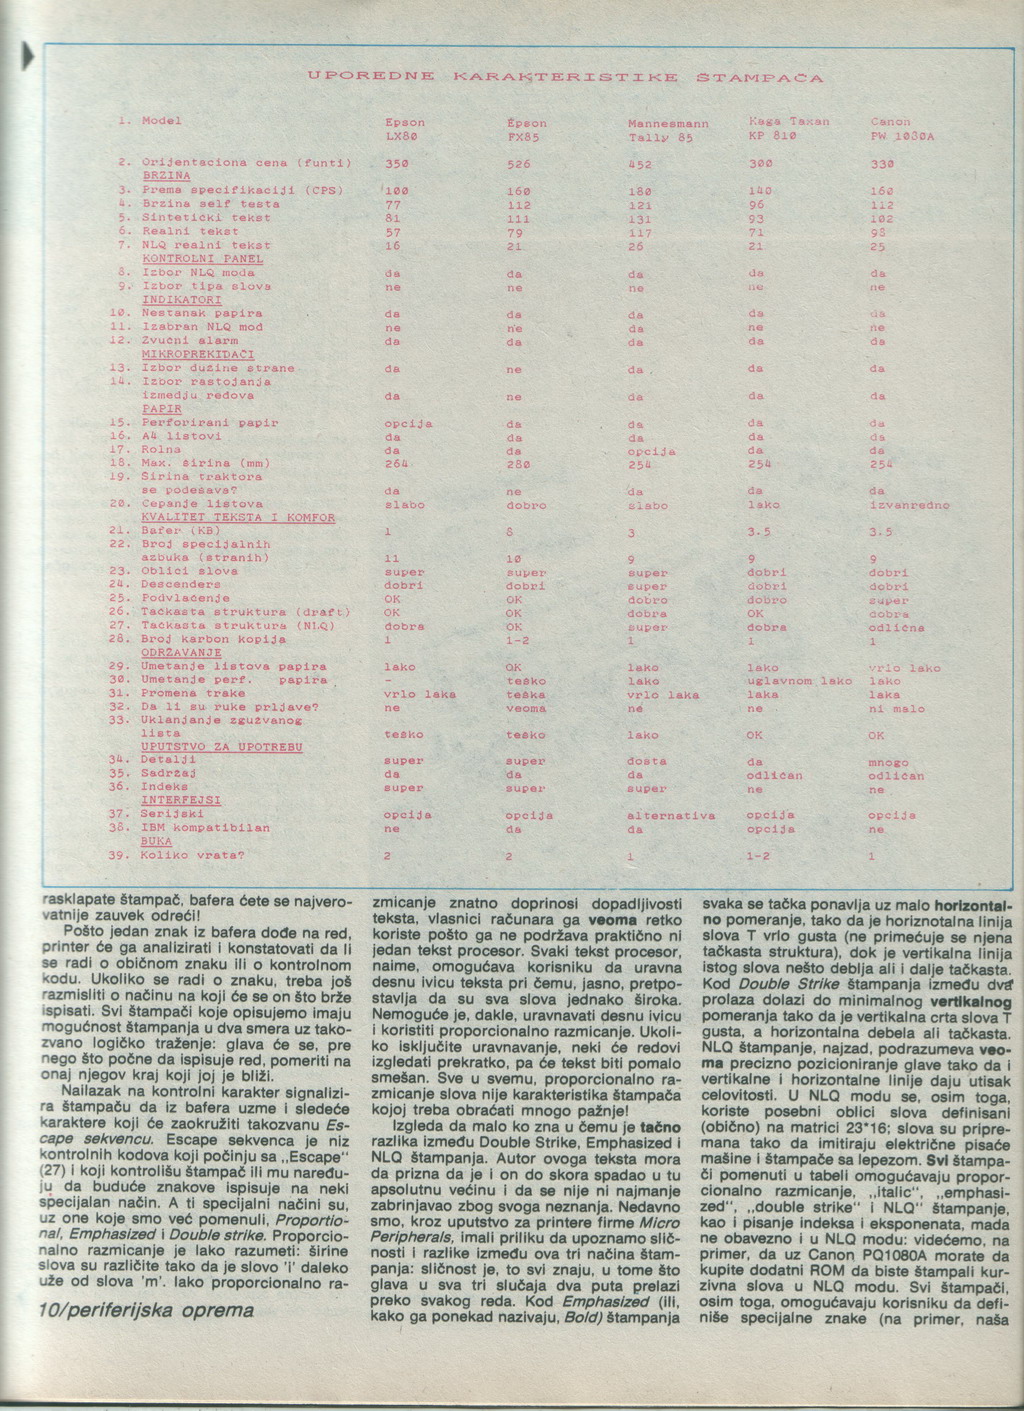 UPOREDNE KARAKTERISTIKE ŠTAMPAČA
1. Model Epson Epson Mannesmann Kaga Taxan Canon
LX80 FX85 Tally 85 KP 810 PW 1080A
2. Orijentaciona cena (funti) 350 526 452 300 330
BRZINA
3. Prema specifikaciji (CPS) 100 160 180 140 160
4. Brzina self testa 77 112 121 96 112
5. Sintetički tekst 81 111 131 93 102
6. Realni tekst 57 79 117 71 98
7. NLQ realni tekst 16 21 26 21 25
KONTROLNI PANEL
8. Izbor NLQ moda da da da da da
9. Izbor tipa slova ne ne ne ne ne
INDIKATORI
10. Nestanak papira da da da da da
11. Izabran NLQ mod ne ne da ne ne
12. Zvučni alarm da da da da da
MIKROPREKIDAČI
13. Izbor dužine strane da ne da da da
14. Izbor rastojanja
izmedju redova da ne da da da
PAPIR
15. Perforirani papir opcija da da da da
16. A4 listovi da da da da da
17. Rolna da da opcija da da
18. Max. širina (mm) 264 280 254 254 254
19. Širina traktora
se podešava? da ne da da da
20. Cepanje listova slabo dobro slabo lako izvanredno
KVALITET TEKSTA I KOMFOR
21. Bafer (KB) 1 8 3 3.5 3.5
22. Broj specijalnih
azbuka (stranih) 11 10 9 9 9
23. Oblici slova super super super dobri dobri
24. Descenders dobri dobri super dobri dobri
25. Podvlačenje OK OK dobro dobro super
26. Tačkasta struktura (draft) OK OK dobra OK dobra
27. Tačkasta struktura (NLQ) dobra OK super dobra odlična
28. Broj karbon kopija 1 1-2 1 1 1
ODRŽAVANJE
29. Umetanje listova papira lako OK lako lako vrlo lako
30. Umetanje perf. papira - teško lako uglavnom lako lako
31. Promena trake vrlo laka teška vrlo laka laka laka
32. Da li su ruke prljave? ne veoma ne ne ni malo
33. Uklanjanje zgužvanog
lista teško teško lako OK OK
UPUTSTVO ZA UPOTREBU
34. Detalji super super dosta da mnogo
35. Sadržaj da da da odličan odličan
36. Indeks super super super ne ne
INTERFEJSI
37. Serijski opcija opcija alternativa opcija opcija
38. IBM kompatibilan ne da da opcija ne
BUKA
39. Koliko vrata? 2 2 1 1-2 1
rasklapate štampač, bafera ćete se najvero-
vatnije zauvek odreći!
Pošto jedan znak iz bafera dođe na red,
printer će ga analizirati i konstatovati da li
se radi o običnom znaku ili o kontrolnom
kodu. Ukoliko se radi o znaku, treba još
razmisliti o načinu na koji će se on što brže
ispisati. Svi štampači koje opisujemo imaju
mogućnost štampanja u dva smera uz tako-
zvano logičko traženje: glava će se, pre
nego što počne da ispisuje red, pomeriti na
onaj njegov kraj koji joj je bliži.
Nailazak na kontrolni karakter signalizi-
ra štampaču da iz bafera uzme i sledeće
karaktere koji će zaokružiti takozvanu Es-
cape sekvencu. Escape sekvenca je niz
kontrolnih kodova koji počinju sa „Escape"
(27) i koji kontrolišu štampač ili mu naređu-
ju da buduće znakove ispisuje na neki
specijalan način. A ti specijalni načini su,
uz one koje smo već pomenuli, Proportio-
nal, Emphasized i Double strike. Proporcio-
nalno razmicanje je lako razumeti: širine
slova su različite tako da je slovo 'i' daleko
uže od slova 'm'. Iako proporcionalno ra-
10/periferijska oprema
zmicanje znatno doprinosi dopadljivosti
teksta, vlasnici računara ga veoma retko
koriste pošto ga ne podržava praktično ni
jedan tekst procesor. Svaki tekst procesor,
naime, omogućava korisniku da uravna
desnu ivicu teksta pri čemu, jasno, pretpo-
stavlja da su sva slova jednako široka.
Nemoguće je, dakle, uravnavati desnu ivicu
i koristiti proporcionalno razmicanje. Ukoli-
ko isključite uravnavanje, neki će redovi
izgledati prekratko, pa će tekst biti pomalo
smešan. Sve u svemu, proporcionalno ra-
zmicanje slova nije karakteristika štampača
kojoj treba obraćati mnogo pažnje!
Izgleda da malo ko zna u čemu je tačno
razlika između Double Strike, Emphasized i
NLQ štampanja. Autor ovoga teksta mora
da prizna da je i on do skora spadao u tu
apsolutnu većinu i da se nije ni najmanje
zabrinjavao zbog svoga neznanja. Nedavno
smo, kroz uputstvo za printere firme Micro
Peripherals, imali priliku da upoznamo slič-
nosti i razlike između ova tri načina štam-
panja: sličnost je, to svi znaju, u tome što
glava u sva tri slučaja dva puta prelazi
preko svakog reda. Kod Emphasized (ili,
kako ga ponekad nazivaju, Bold) štampanja
svaka se tačka ponavlja uz malo horizontal-
no pomeranje, tako da je horiznotalna linija
slova T vrlo gusta (ne primećuje se njena
tačkasta struktura), dok je vertikalna linija
istog slova nešto deblja ali i dalje tačkasta.
Kod Double Strike štampanja između dva
prolaza dolazi do minimalnog vertikalnog
pomeranja tako da je vertikalna crta slova T
gusta, a horizontalna debela ali tačkasta.
NLQ štampanje, najzad, podrazumeva veo-
ma precizno pozicioniranje glave tako da i
vertikalne i horizontalne linije daju utisak
celovitosti. U NLQ modu se, osim toga,
koriste posebni oblici slova definisani
(obično) na matrici 23*16; slova su pripre-
mana tako da imitiraju električne pisaće
mašine i štampače sa lepezom. Svi štampa-
či pomenuti u tabeli omogućavaju propor-
cionalno razmicanje, „italic", „emphasi-
zed", „double strike" i NLQ" štampanje,
kao i pisanje indeksa i eksponenata, mada
ne obavezno i u NLQ modu: videćemo, na
primer, da uz Canon PQ1080A morate da
kupite dodatni ROM da biste štampali kur-
zivna slova u NLQ modu. Svi štampači,
osim toga, omogućavaju korisniku da defi-
niše specijalne znake (na primer, naša